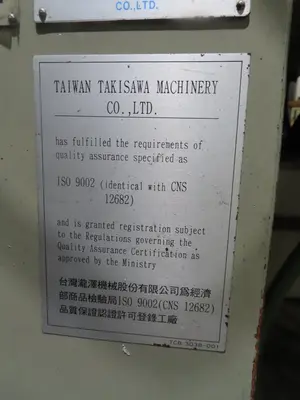 CO.,LTD.
TAIWAN TAKISAWA MACHINERY
CO.,LTD.
has fulfilled the requirements of
quality assurance specified as
ISO 9002 (identical with CNS
12682)
and is granted registration subject
to the Regalations governing the
Quality Assurance Certification as
approved by the Ministry
台灣瀧澤機械股份有限公司為經濟
部商品檢驗局ISO 9002(CNS 12682)
品質保證認證許可登錄工廠